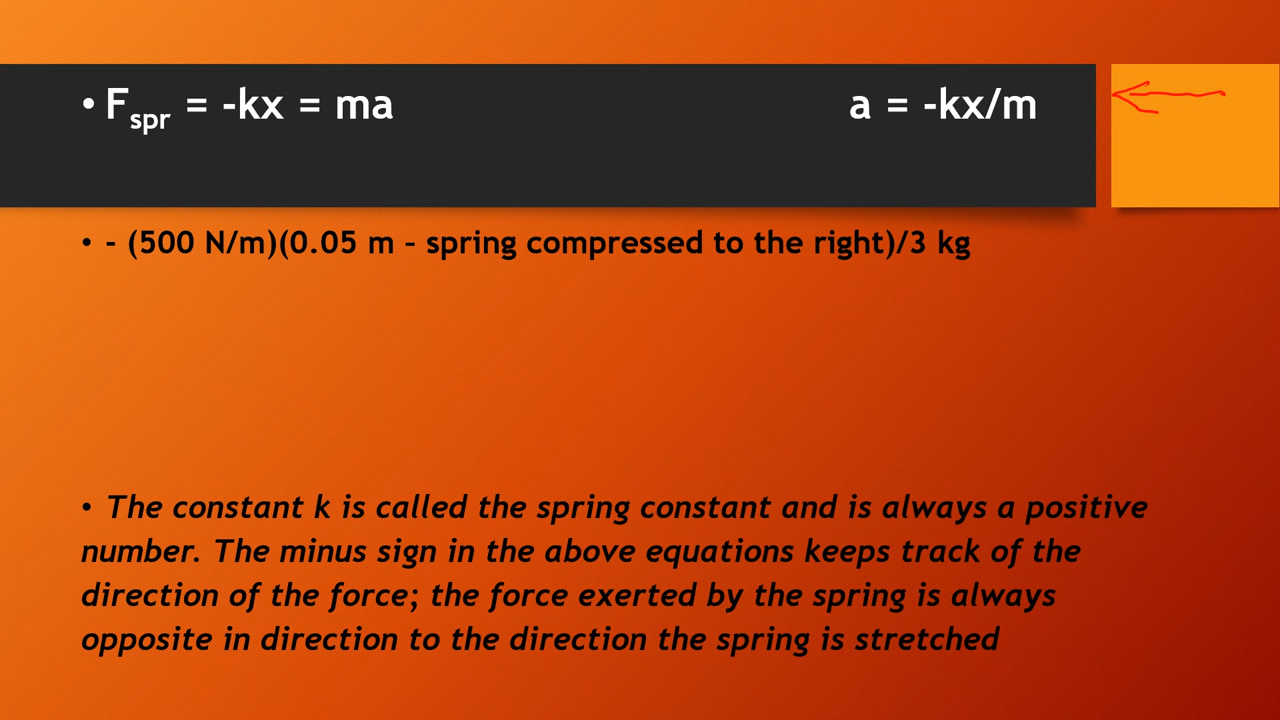 • F_spr = -kx = ma a = -kx/m
• - (500 N/m)(0.05 m – spring compressed to the right)/3 kg
• The constant k is called the spring constant and is always a positive
number. The minus sign in the above equations keeps track of the
direction of the force; the force exerted by the spring is always
opposite in direction to the direction the spring is stretched